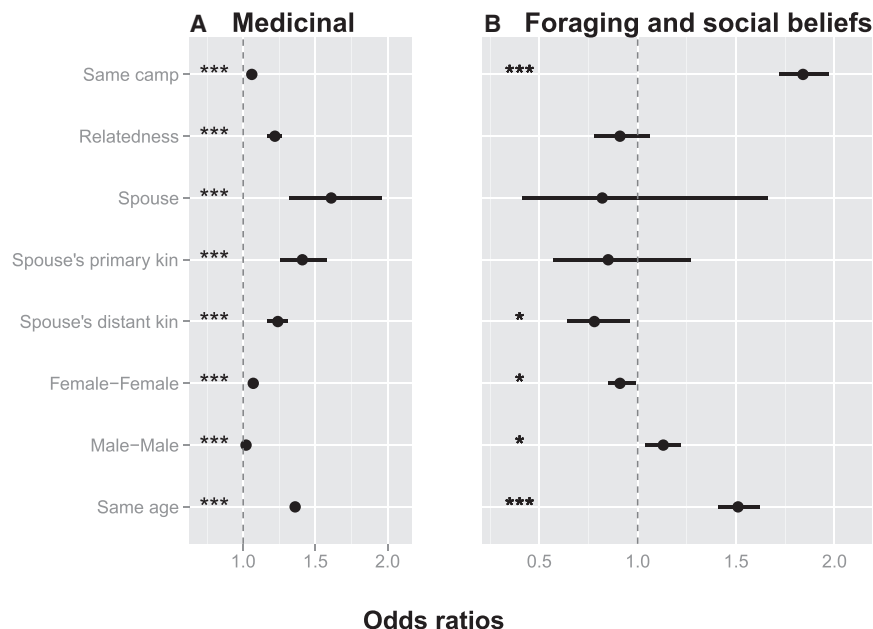 A Medicinal
B Foraging and social beliefs
Same camp *** ***
Relatedness ***
Spouse ***
Spouse's primary kin ***
Spouse's distant kin *** *
Female−Female *** *
Male−Male *** *
Same age *** ***
1.0 1.5 2.0
0.5 1.0 1.5 2.0
Odds ratios